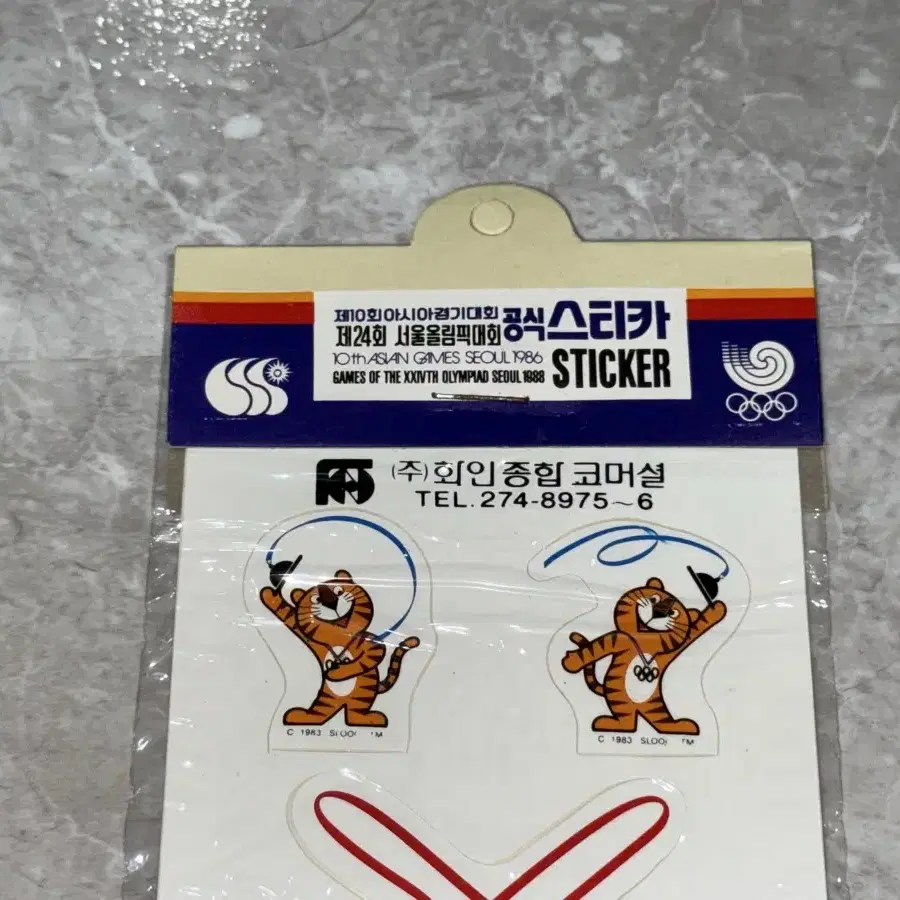 제10회아시아경기대회
제24회 서울올림픽대회
공식스티카
10th ASIAN GAMES SEOUL 1986
GAMES OF THE XXIVTH OLYMPIAD SEOUL 1988
STICKER
(주)화인종합 코머셜
TEL.274-8975~6
C 1983 TM
C 1983 TM